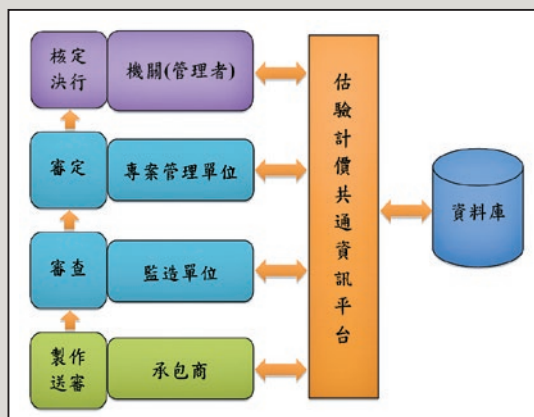 核定
決行
機關(管理者)
審定
專案管理單位
審查
監造單位
製作
送審
承包商
估驗計價共通資訊平台
資料庫